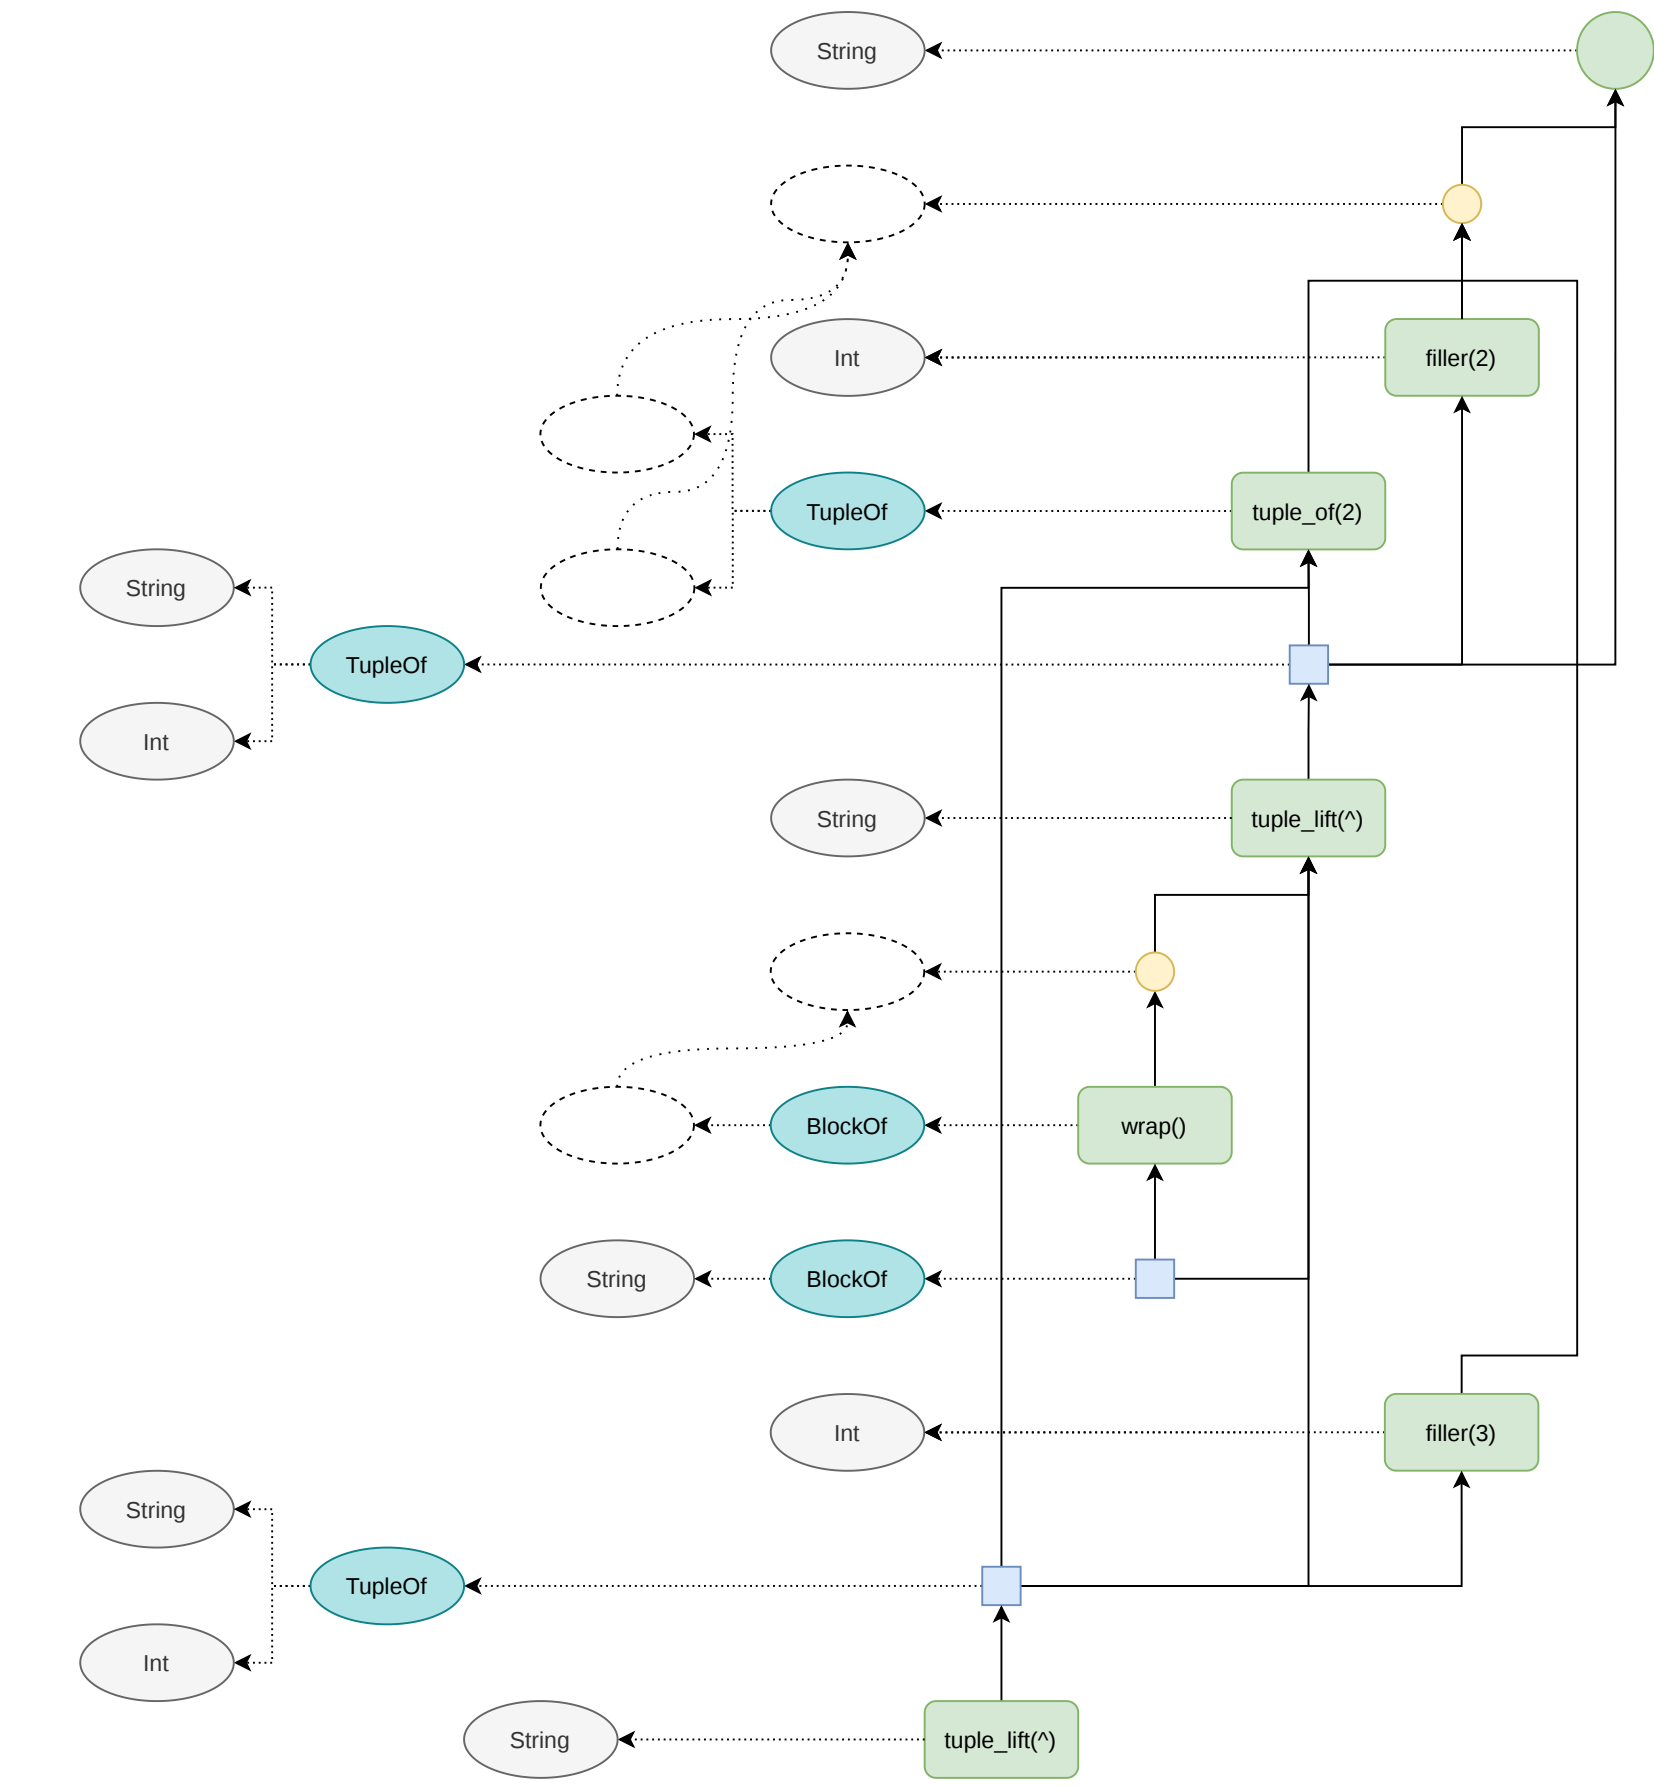 String
Int
filler(2)
TupleOf
tuple_of(2)
String
TupleOf
Int
String
tuple_lift(^)
BlockOf
wrap()
String
BlockOf
Int
filler(3)
String
TupleOf
Int
String
tuple_lift(^)